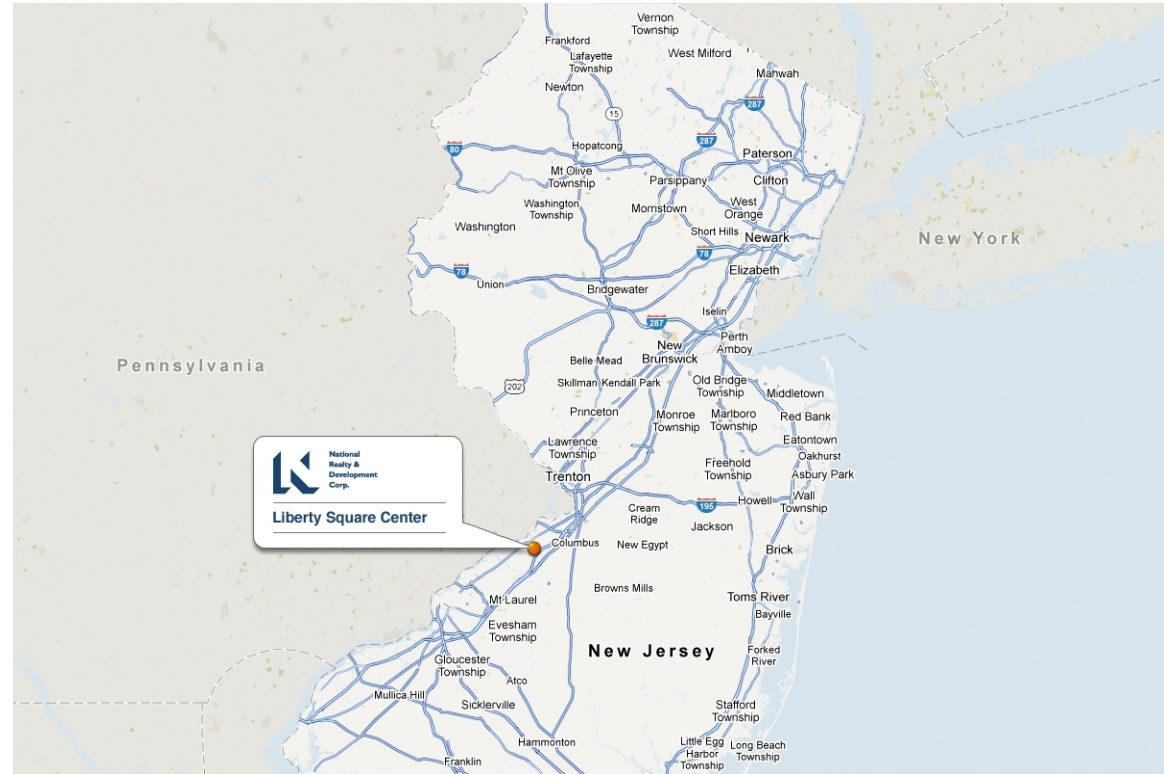 Vernon
Township
Frankford
West Milford
Lafayette
Township
Mahwah
Newton
287
15
287
80
Hopatcong
Paterson
Mt Olive
Township
Parsippany
Clifton
Washington
Township
Morristown
West
Orange
Washington
Short Hills
Newark
New York
78
78
Elizabeth
Union
Bridgewater
Iselin
287
Perth
Amboy
New
Brunswick
Belle Mead
Pennsylvania
Skillman
Kendall Park
Old Bridge
Township
202
Middletown
Princeton
Monroe
Township
Marlboro
Township
Red Bank
Lawrence
Township
Eatontown
Oakhurst
Freehold
Township
Asbury Park
Trenton
National
Realty &
Development
Corp.
Liberty Square Center
195
Howell
Wall
Township
Cream
Ridge
Jackson
Columbus
New Egypt
Brick
Browns Mills
Mt Laurel
Toms River
Bayville
Evesham
Township
New Jersey
Forked
River
Gloucester
Township
Atco
Mullica Hill
Sicklerville
Stafford
Township
Hammonton
Little Egg
Harbor
Township
Long Beach
Township
Franklin